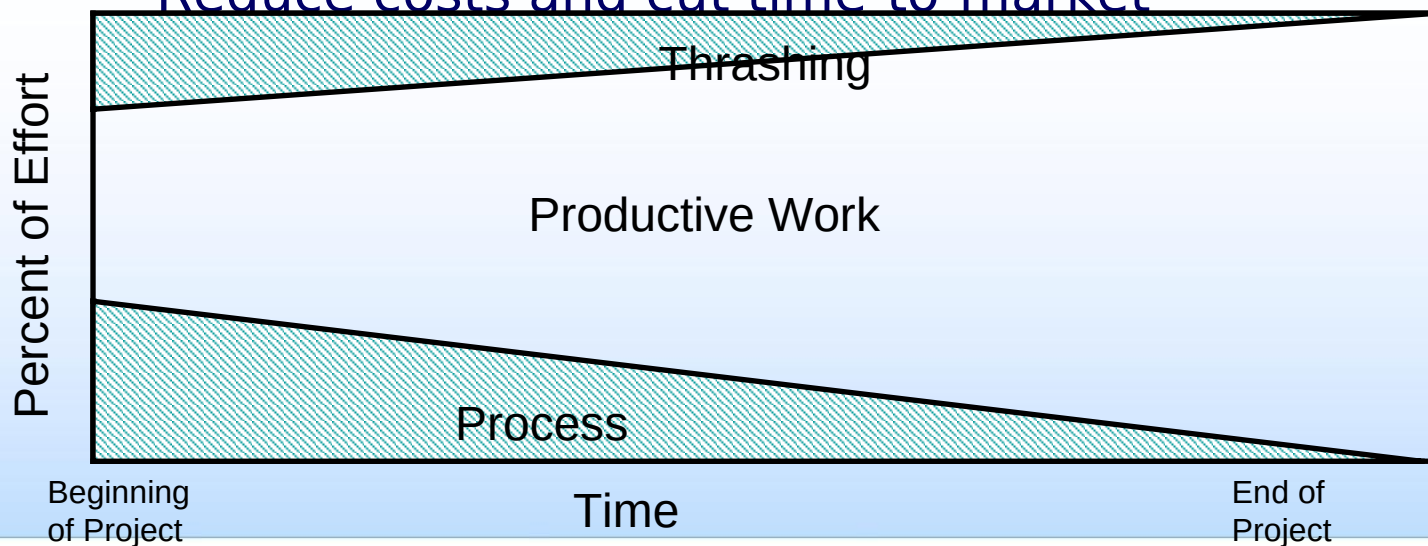 Reduce costs and cut time to market
Thrashing
Percent of Effort
Productive Work
Process
Beginning
of Project
Time
End of
Project